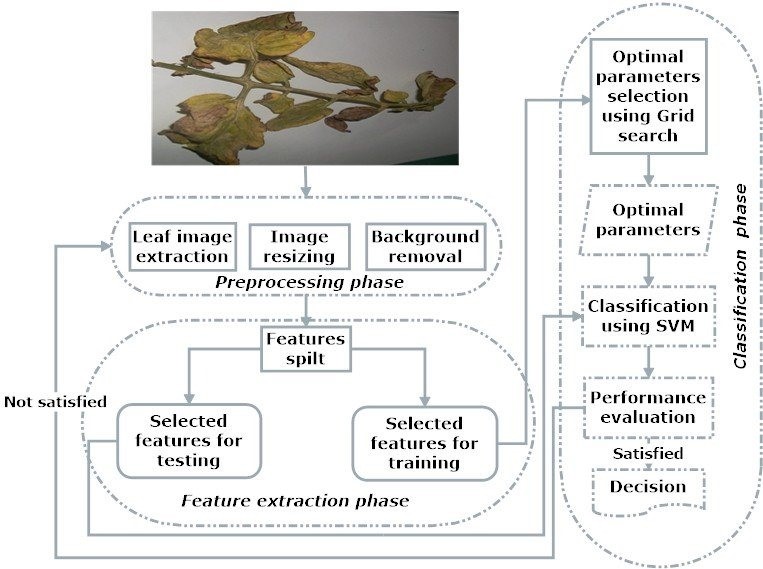 Leaf image
extraction
Image
resizing
Background
removal
Preprocessing phase
Features
spilt
Selected
features for
testing
Selected
features for
training
Feature extraction phase
Not satisfied
Optimal
parameters
selection
using Grid
search
Optimal
parameters
Classification
using SVM
Performance
evaluation
Satisfied
Decision
Classification phase